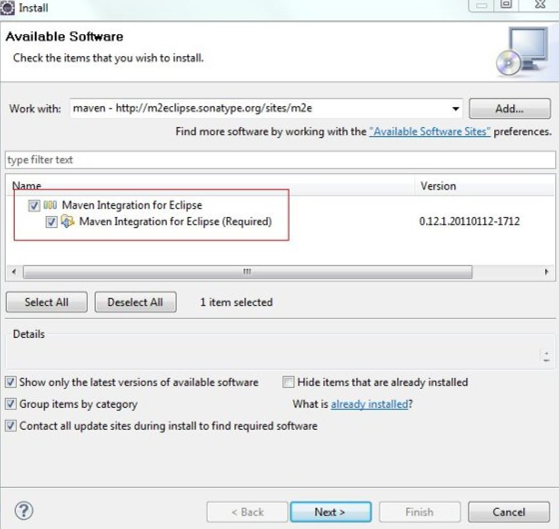 Install
Available Software
Check the items that you wish to install.
Work with: maven - http://m2eclipse.sonatype.org/sites/m2e Add...
Find more software by working with the "Available Software Sites" preferences.
type filter text
Name Version
Maven Integration for Eclipse
Maven Integration for Eclipse (Required) 0.12.1.20110112-1712
Select All Deselect All 1 item selected
Details
Show only the latest versions of available software Hide items that are already installed
Group items by category What is already installed?
Contact all update sites during install to find required software
? < Back Next > Finish Cancel